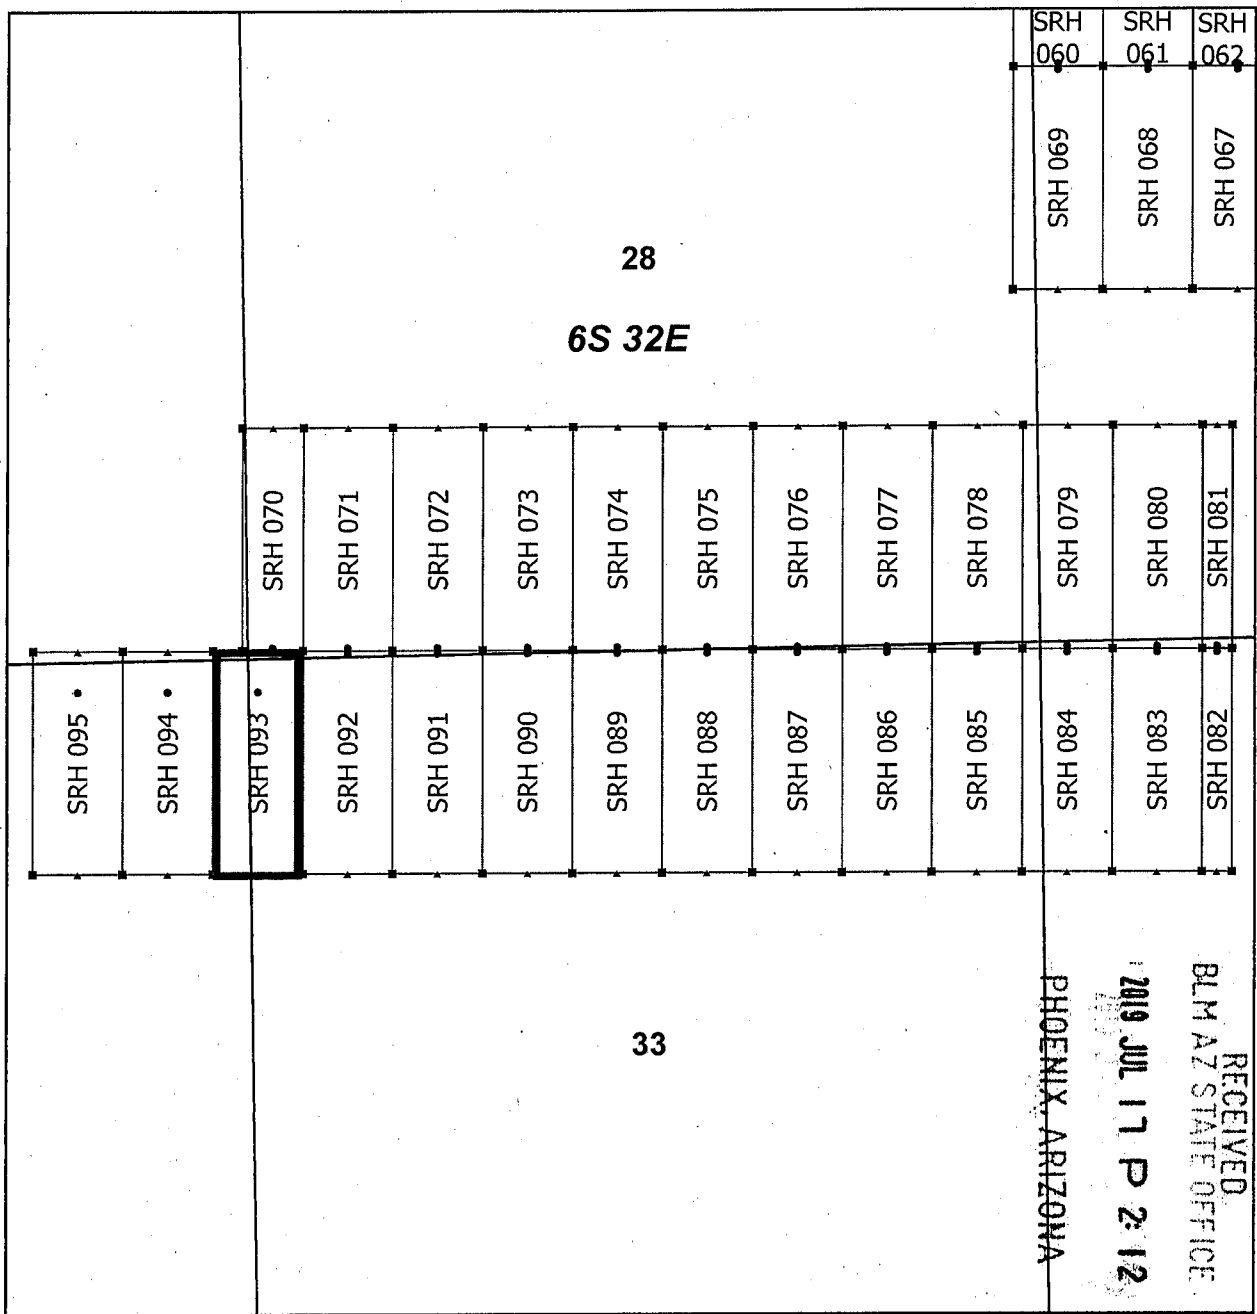 SRH 060
SRH 061
SRH 062
SRH 069
SRH 068
SRH 067
28
6S 32E
SRH 070
SRH 071
SRH 072
SRH 073
SRH 074
SRH 075
SRH 076
SRH 077
SRH 078
SRH 079
SRH 080
SRH 081
SRH 095
SRH 094
SRH 093
SRH 092
SRH 091
SRH 090
SRH 089
SRH 088
SRH 087
SRH 086
SRH 085
SRH 084
SRH 083
SRH 082
33
RECEIVED
BLM AZ STATE OFFICE
2019 JUL 17 P 2:12
PHOENIX, ARIZONA